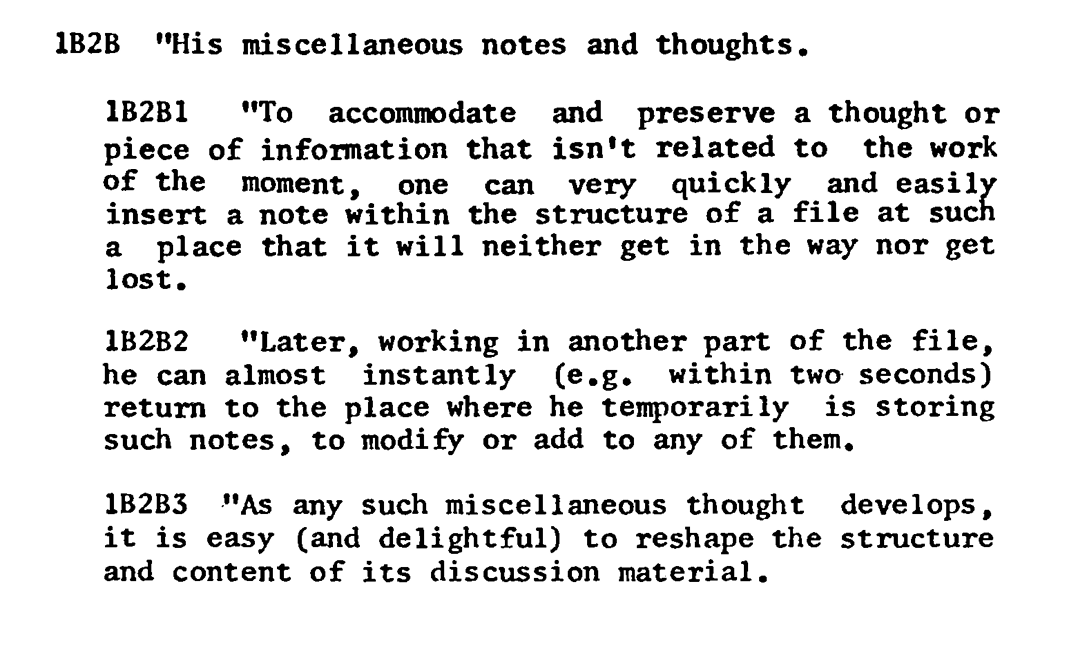 1B2B "His miscellaneous notes and thoughts.
1B2B1 "To accommodate and preserve a thought or
piece of information that isn't related to the work
of the moment, one can very quickly and easily
insert a note within the structure of a file at such
a place that it will neither get in the way nor get
lost.
1B2B2 "Later, working in another part of the file,
he can almost instantly (e.g. within two seconds)
return to the place where he temporarily is storing
such notes, to modify or add to any of them.
1B2B3 "As any such miscellaneous thought develops,
it is easy (and delightful) to reshape the structure
and content of its discussion material.